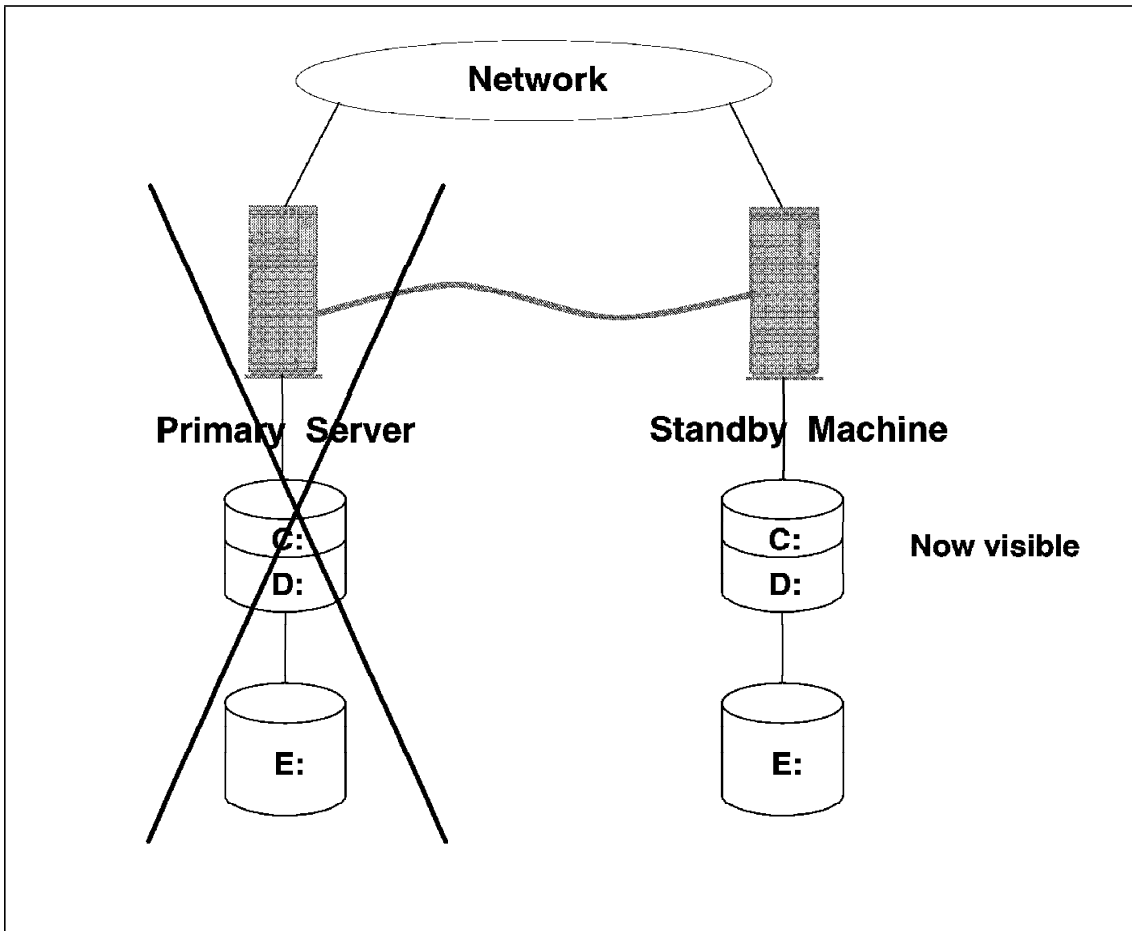 Network
Primary Server
Standby Machine
C:
D:
C:
D:
Now visible
E:
E: